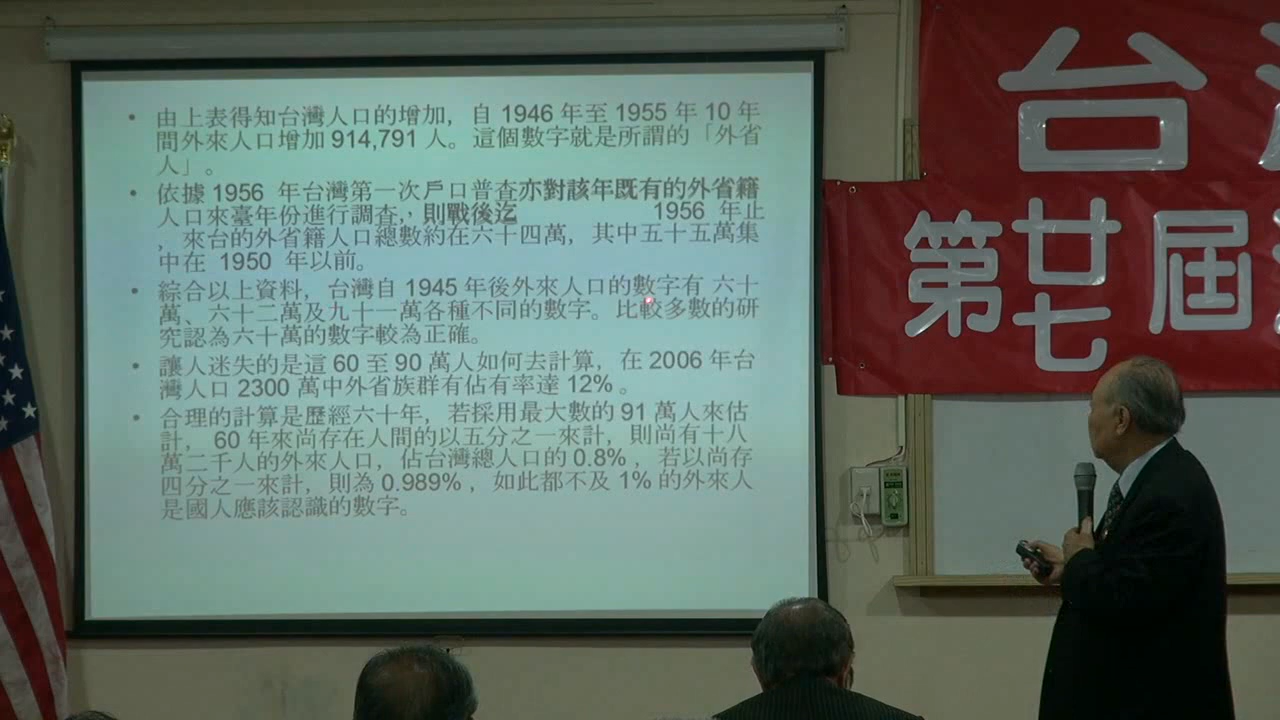 • 由上表得知台灣人口的增加，自 1946 年至 1955 年 10 年
間外來人口增加 914,791 人。這個數字就是所謂的「外省
人」。
• 依據 1956 年台灣第一次戶口普查亦對該年既有的外省籍
人口來臺年份進行調查,，則戰後迄 1956 年止
，來台的外省籍人口總數約在六十四萬，其中五十五萬集
中在 1950 年以前。
• 綜合以上資料，台灣自 1945 年後外來人口的數字有 六十
萬、六十二萬及九十一萬各種不同的數字。比較多數的研
究認為六十萬的數字較為正確。
• 讓人迷失的是這 60 至 90 萬人如何去計算，在 2006 年台
灣人口 2300 萬中外省族群有佔有率達 12% 。
• 合理的計算是歷經六十年，若採用最大數的 91 萬人來估
計， 60 年來尚存在人間的以五分之一來計，則尚有十八
萬二千人的外來人口，佔台灣總人口的 0.8% ，若以尚存
四分之一來計，則為 0.989% ，如此都不及 1% 的外來人
是國人應該認識的數字。
台
第廿七屆